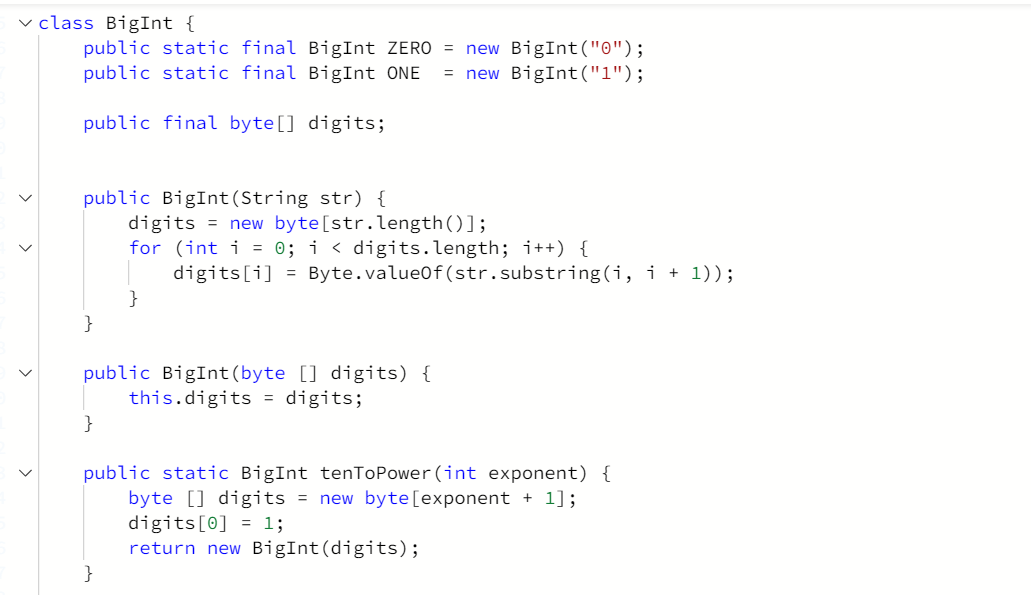 class BigInt {
    public static final BigInt ZERO = new BigInt("0");
    public static final BigInt ONE  = new BigInt("1");

    public final byte[] digits;


    public BigInt(String str) {
        digits = new byte[str.length()];
        for (int i = 0; i < digits.length; i++) {
            digits[i] = Byte.valueOf(str.substring(i, i + 1));
        }
    }

    public BigInt(byte [] digits) {
        this.digits = digits;
    }

    public static BigInt tenToPower(int exponent) {
        byte [] digits = new byte[exponent + 1];
        digits[0] = 1;
        return new BigInt(digits);
    }